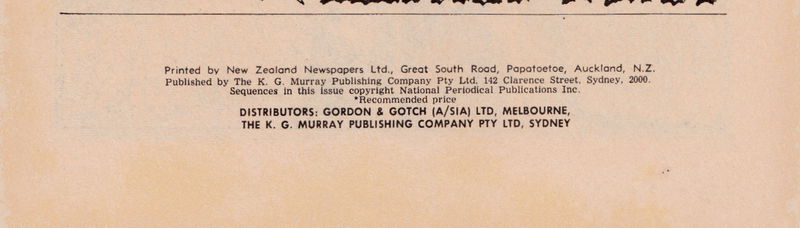 Printed by New Zealand Newspapers Ltd., Great South Road, Papatoetoe, Auckland, N.Z.
Published by The K. G. Murray Publishing Company Pty Ltd. 142 Clarence Street, Sydney, 2000.
Sequences in this issue copyright National Periodical Publications Inc.
*Recommended price
DISTRIBUTORS: GORDON & GOTCH (A/SIA) LTD, MELBOURNE,
THE K. G. MURRAY PUBLISHING COMPANY PTY LTD, SYDNEY